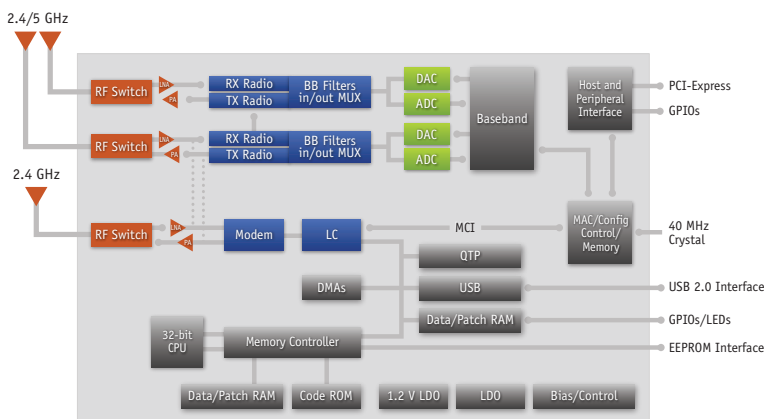 2.4/5 GHz
RF Switch
LNA
PA
RX Radio
TX Radio
BB Filters
in/out MUX
DAC
ADC
Baseband
Host and
Peripheral
Interface
PCI-Express
GPIOs
RF Switch
LNA
PA
RX Radio
TX Radio
BB Filters
in/out MUX
DAC
ADC
2.4 GHz
RF Switch
LNA
PA
Modem
LC
MCI
MAC/Config
Control/
Memory
40 MHz
Crystal
QTP
DMAs
USB
USB 2.0 Interface
Data/Patch RAM
GPIOs/LEDs
32-bit
CPU
Memory Controller
EEPROM Interface
Data/Patch RAM
Code ROM
1.2 V LDO
LDO
Bias/Control